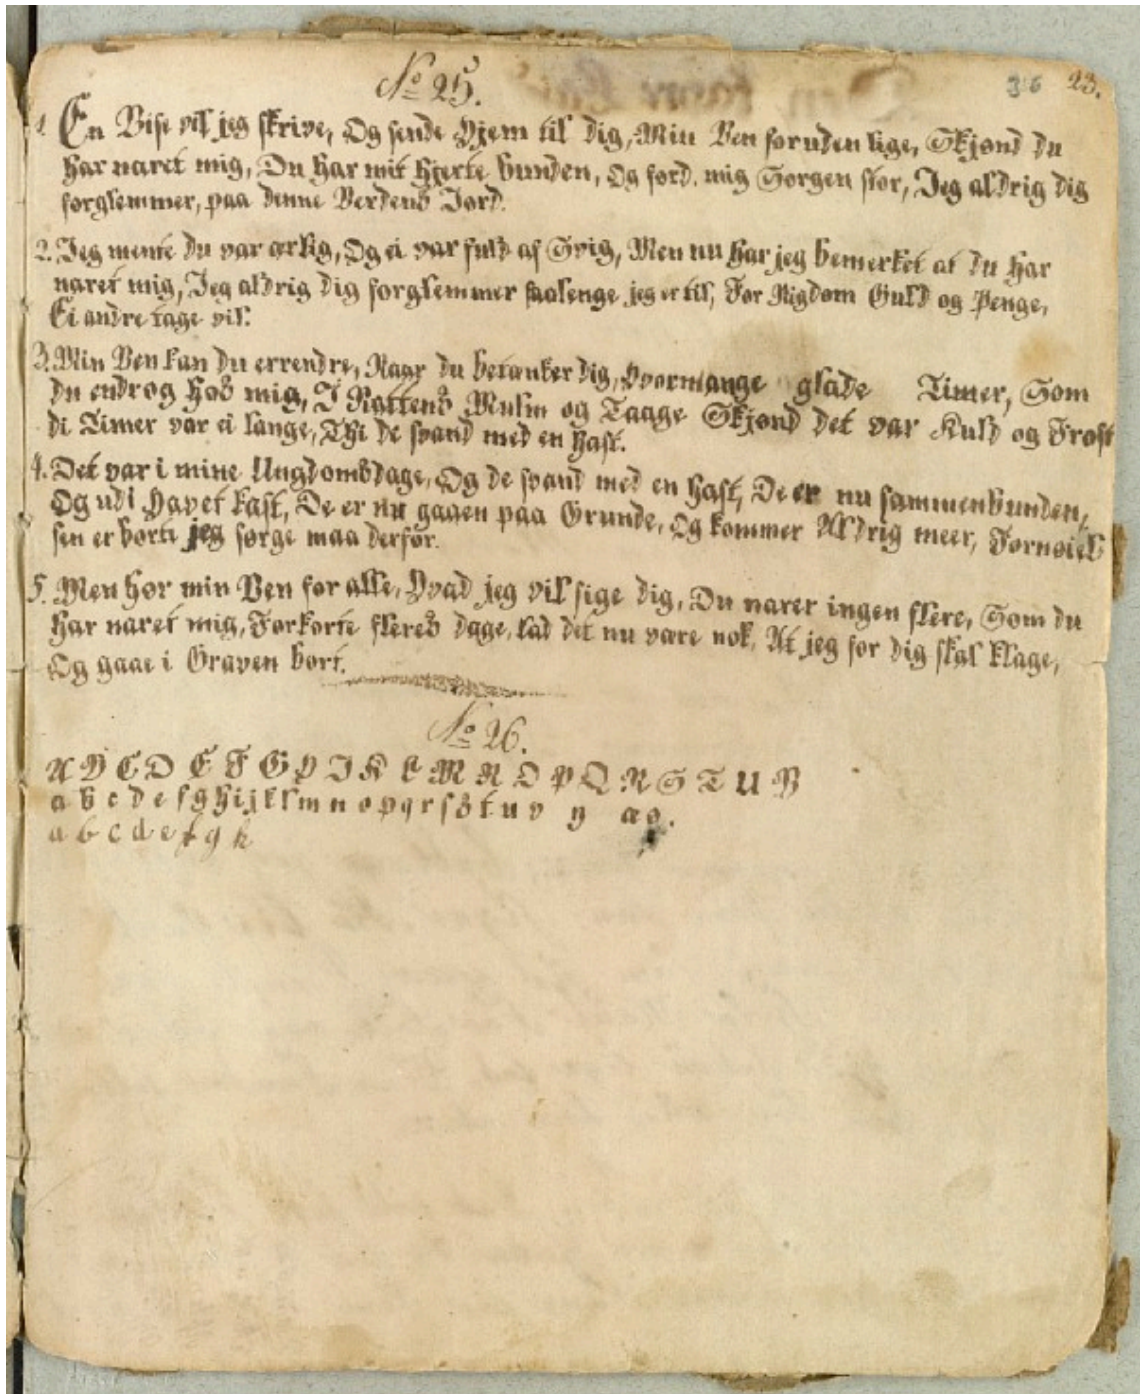 No 25.
36 23.
1. En Vise vil jeg skrive, Og sende Hjem til dig, Min Ven foruden lige, Skjønd du
har naret mig, Du har mit hjerte bunden, og ford. mig Sorgen stor, Jeg aldrig dig
forglemmer, paa denne Verdens Jord.
2. Jeg mente du var ærlig, Og ei var fuld af Svig, Men nu har jeg bemerket at du har
naret mig, Jeg aldrig dig forglemmer saalenge jeg er til, For Rigdom Guld og Penge,
Ei andre tage vil.
3. Min Ven kan du errendre, Naar du betænker dig, Hvormange glade Timer, Som
du endrog hos mig, I Nattens Mulm og Taage Skjønd det var Kuld og Frost
di Timer var ei lange, Thi de svand med en hast.
4. Det var i mine Ungdomsdage, Og de svand med en hast, De er nu sammenbunden,
Og udi Havet kast, De er nu gaaen paa Grunde, Og kommer Aldrig meer, Fornøiels
sen er borte jeg sørge maa derfor.
5. Men hør min Ven for alle, Hvad jeg vil sige dig, Du narer ingen flere, Som du
har naret mig, Forkorte fleres dage, lad det nu være nok, At jeg for dig skal klage,
Og gaae i Graven bort.
No 26.
A B C D E F G H I K L M N O P Q R S T U V
a b c d e f g h i j k l m n o p q r s s t u v y æ ø.
a b c d e f g h